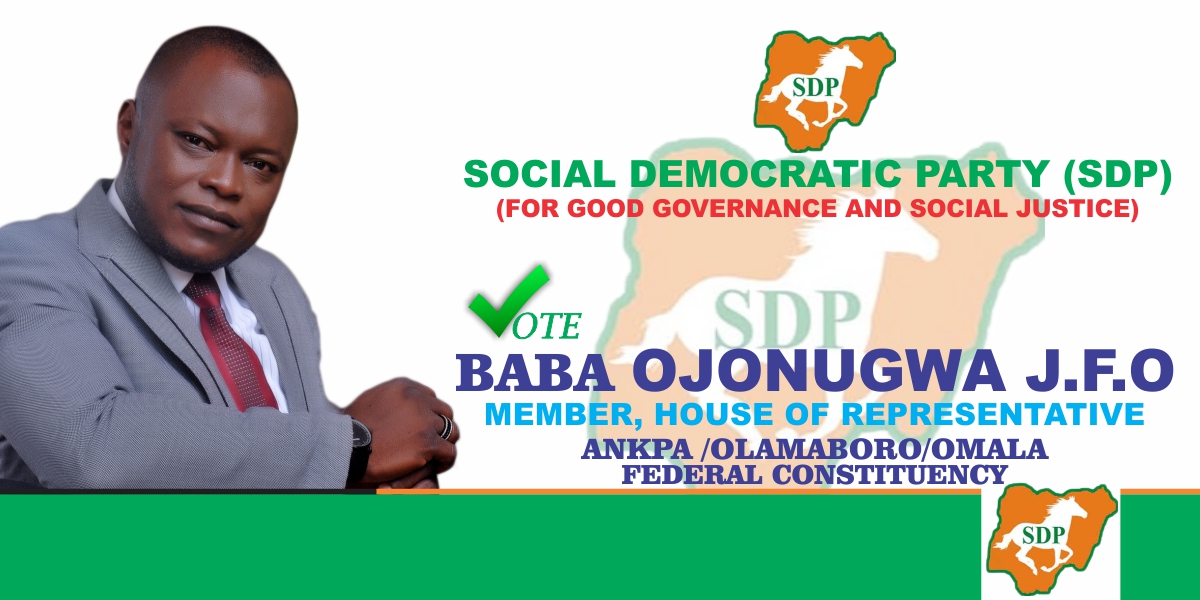 SDP
SOCIAL DEMOCRATIC PARTY (SDP)
(FOR GOOD GOVERNANCE AND SOCIAL JUSTICE)
SDP
OTE
BABA OJONUGWA J.F.O
MEMBER, HOUSE OF REPRESENTATIVE
ANKPA /OLAMABORO/OMALA
FEDERAL CONSTITUENCY
SDP